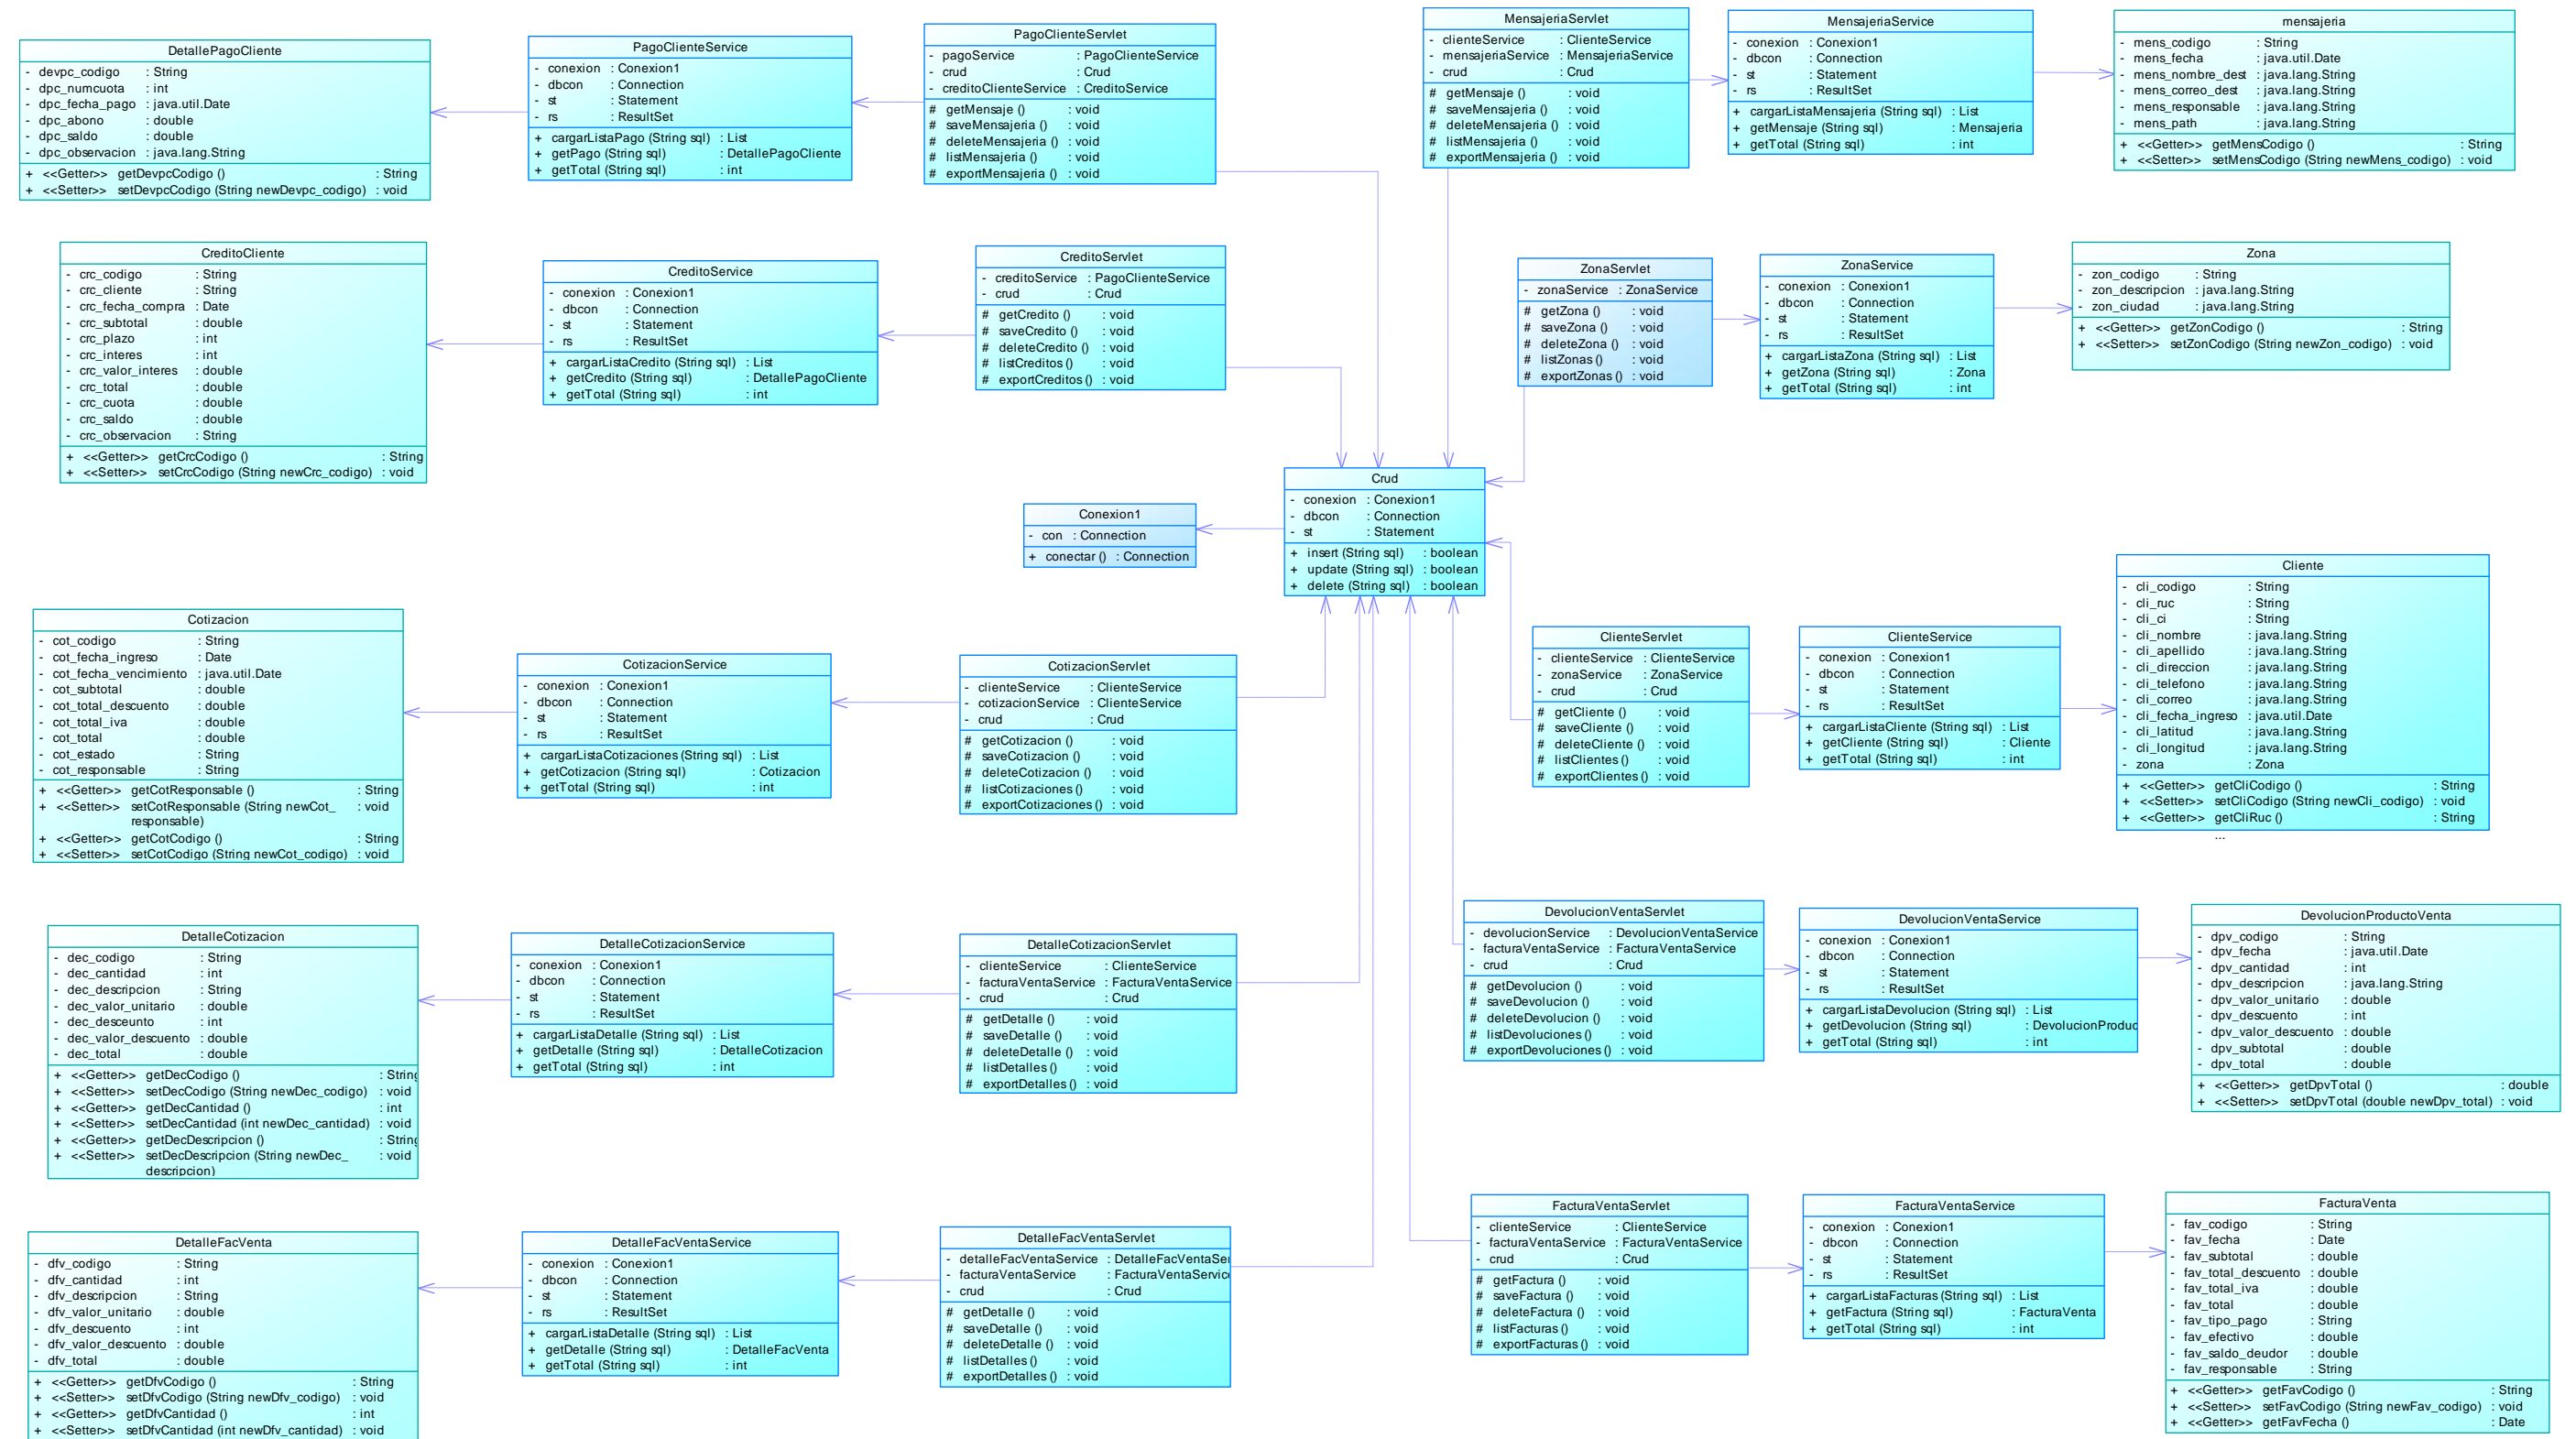 DetallePagoCliente
- devpc_codigo : String
- dpc_numcuota : int
- dpc_fecha_pago : java.util.Date
- dpc_abono : double
- dpc_saldo : double
- dpc_observacion : java.lang.String
+ <<Getter>> getDevpcCodigo () : String
+ <<Setter>> setDevpcCodigo (String newDevpc_codigo) : void
PagoClienteService
- conexion : Conexion1
- dbcon : Connection
- st : Statement
- rs : ResultSet
+ cargarListaPago (String sql) : List
+ getPago (String sql) : DetallePagoCliente
+ getTotal (String sql) : int
PagoClienteServlet
- pagoService : PagoClienteService
- crud : Crud
- creditoClienteService : CreditoService
# getMensaje () : void
# saveMensajeria () : void
# deleteMensajeria () : void
# listMensajeria () : void
# exportMensajeria () : void
MensajeriaServlet
- clienteService : ClienteService
- mensajeriaService : MensajeriaService
- crud : Crud
# getMensaje () : void
# saveMensajeria () : void
# deleteMensajeria () : void
# listMensajeria () : void
# exportMensajeria () : void
MensajeriaService
- conexion : Conexion1
- dbcon : Connection
- st : Statement
- rs : ResultSet
+ cargarListaMensajeria (String sql) : List
+ getMensaje (String sql) : Mensajeria
+ getTotal (String sql) : int
mensajeria
- mens_codigo : String
- mens_fecha : java.util.Date
- mens_nombre_dest : java.lang.String
- mens_correo_dest : java.lang.String
- mens_responsable : java.lang.String
- mens_path : java.lang.String
+ <<Getter>> getMensCodigo () : String
+ <<Setter>> setMensCodigo (String newMens_codigo) : void
CreditoCliente
- crc_codigo : String
- crc_cliente : String
- crc_fecha_compra : Date
- crc_subtotal : double
- crc_plazo : int
- crc_interes : int
- crc_valor_interes : double
- crc_total : double
- crc_cuota : double
- crc_saldo : double
- crc_observacion : String
+ <<Getter>> getCrcCodigo () : String
+ <<Setter>> setCrcCodigo (String newCrc_codigo) : void
CreditoService
- conexion : Conexion1
- dbcon : Connection
- st : Statement
- rs : ResultSet
+ cargarListaCredito (String sql) : List
+ getCredito (String sql) : DetallePagoCliente
+ getTotal (String sql) : int
CreditoServlet
- creditoService : PagoClienteService
- crud : Crud
# getCredito () : void
# saveCredito () : void
# deleteCredito () : void
# listCreditos () : void
# exportCreditos () : void
ZonaServlet
- zonaService : ZonaService
# getZona () : void
# saveZona () : void
# deleteZona () : void
# listZonas () : void
# exportZonas () : void
ZonaService
- conexion : Conexion1
- dbcon : Connection
- st : Statement
- rs : ResultSet
+ cargarListaZona (String sql) : List
+ getZona (String sql) : Zona
+ getTotal (String sql) : int
Zona
- zon_codigo : String
- zon_descripcion : java.lang.String
- zon_ciudad : java.lang.String
+ <<Getter>> getZonCodigo () : String
+ <<Setter>> setZonCodigo (String newZon_codigo) : void
Conexion1
- con : Connection
+ conectar () : Connection
Crud
- conexion : Conexion1
- dbcon : Connection
- st : Statement
+ insert (String sql) : boolean
+ update (String sql) : boolean
+ delete (String sql) : boolean
Cotizacion
- cot_codigo : String
- cot_fecha_ingreso : Date
- cot_fecha_vencimiento : java.util.Date
- cot_subtotal : double
- cot_total_descuento : double
- cot_total_iva : double
- cot_total : double
- cot_estado : String
- cot_responsable : String
+ <<Getter>> getCotResponsable () : String
+ <<Setter>> setCotResponsable (String newCot_ : void
responsable)
+ <<Getter>> getCotCodigo () : String
+ <<Setter>> setCotCodigo (String newCot_codigo) : void
CotizacionService
- conexion : Conexion1
- dbcon : Connection
- st : Statement
- rs : ResultSet
+ cargarListaCotizaciones (String sql) : List
+ getCotizacion (String sql) : Cotizacion
+ getTotal (String sql) : int
CotizacionServlet
- clienteService : ClienteService
- cotizacionService : ClienteService
- crud : Crud
# getCotizacion () : void
# saveCotizacion () : void
# deleteCotizacion () : void
# listCotizaciones () : void
# exportCotizaciones () : void
ClienteServlet
- clienteService : ClienteService
- zonaService : ZonaService
- crud : Crud
# getCliente () : void
# saveCliente () : void
# deleteCliente () : void
# listClientes () : void
# exportClientes () : void
ClienteService
- conexion : Conexion1
- dbcon : Connection
- st : Statement
- rs : ResultSet
+ cargarListaCliente (String sql) : List
+ getCliente (String sql) : Cliente
+ getTotal (String sql) : int
Cliente
- cli_codigo : String
- cli_ruc : String
- cli_ci : String
- cli_nombre : java.lang.String
- cli_apellido : java.lang.String
- cli_direccion : java.lang.String
- cli_telefono : java.lang.String
- cli_correo : java.lang.String
- cli_fecha_ingreso : java.util.Date
- cli_latitud : java.lang.String
- cli_longitud : java.lang.String
- zona : Zona
+ <<Getter>> getCliCodigo () : String
+ <<Setter>> setCliCodigo (String newCli_codigo) : void
+ <<Getter>> getCliRuc () : String
...
DetalleCotizacion
- dec_codigo : String
- dec_cantidad : int
- dec_descripcion : String
- dec_valor_unitario : double
- dec_desceunto : int
- dec_valor_descuento : double
- dec_total : double
+ <<Getter>> getDecCodigo () : String
+ <<Setter>> setDecCodigo (String newDec_codigo) : void
+ <<Getter>> getDecCantidad () : int
+ <<Setter>> setDecCantidad (int newDec_cantidad) : void
+ <<Getter>> getDecDescripcion () : String
+ <<Setter>> setDecDescripcion (String newDec_ : void
descripcion)
DetalleCotizacionService
- conexion : Conexion1
- dbcon : Connection
- st : Statement
- rs : ResultSet
+ cargarListaDetalle (String sql) : List
+ getDetalle (String sql) : DetalleCotizacion
+ getTotal (String sql) : int
DetalleCotizacionServlet
- clienteService : ClienteService
- facturaVentaService : FacturaVentaService
- crud : Crud
# getDetalle () : void
# saveDetalle () : void
# deleteDetalle () : void
# listDetalles () : void
# exportDetalles () : void
DevolucionVentaServlet
- devolucionService : DevolucionVentaService
- facturaVentaService : FacturaVentaService
- crud : Crud
# getDevolucion () : void
# saveDevolucion () : void
# deleteDevolucion () : void
# listDevoluciones () : void
# exportDevoluciones () : void
DevolucionVentaService
- conexion : Conexion1
- dbcon : Connection
- st : Statement
- rs : ResultSet
+ cargarListaDevolucion (String sql) : List
+ getDevolucion (String sql) : DevolucionProduc
+ getTotal (String sql) : int
DevolucionProductoVenta
- dpv_codigo : String
- dpv_fecha : java.util.Date
- dpv_cantidad : int
- dpv_descripcion : java.lang.String
- dpv_valor_unitario : double
- dpv_descuento : int
- dpv_valor_descuento : double
- dpv_subtotal : double
- dpv_total : double
+ <<Getter>> getDpvTotal () : double
+ <<Setter>> setDpvTotal (double newDpv_total) : void
DetalleFacVenta
- dfv_codigo : String
- dfv_cantidad : int
- dfv_descripcion : String
- dfv_valor_unitario : double
- dfv_descuento : int
- dfv_valor_descuento : double
- dfv_total : double
+ <<Getter>> getDfvCodigo () : String
+ <<Setter>> setDfvCodigo (String newDfv_codigo) : void
+ <<Getter>> getDfvCantidad () : int
+ <<Setter>> setDfvCantidad (int newDfv_cantidad) : void
DetalleFacVentaService
- conexion : Conexion1
- dbcon : Connection
- st : Statement
- rs : ResultSet
+ cargarListaDetalle (String sql) : List
+ getDetalle (String sql) : DetalleFacVenta
+ getTotal (String sql) : int
DetalleFacVentaServlet
- detalleFacVentaService : DetalleFacVentaSer
- facturaVentaService : FacturaVentaServic
- crud : Crud
# getDetalle () : void
# saveDetalle () : void
# deleteDetalle () : void
# listDetalles () : void
# exportDetalles () : void
FacturaVentaServlet
- clienteService : ClienteService
- facturaVentaService : FacturaVentaService
- crud : Crud
# getFactura () : void
# saveFactura () : void
# deleteFactura () : void
# listFacturas () : void
# exportFacturas () : void
FacturaVentaService
- conexion : Conexion1
- dbcon : Connection
- st : Statement
- rs : ResultSet
+ cargarListaFacturas (String sql) : List
+ getFactura (String sql) : FacturaVenta
+ getTotal (String sql) : int
FacturaVenta
- fav_codigo : String
- fav_fecha : Date
- fav_subtotal : double
- fav_total_descuento : double
- fav_total_iva : double
- fav_total : double
- fav_tipo_pago : String
- fav_efectivo : double
- fav_saldo_deudor : double
- fav_responsable : String
+ <<Getter>> getFavCodigo () : String
+ <<Setter>> setFavCodigo (String newFav_codigo) : void
+ <<Getter>> getFavFecha () : Date